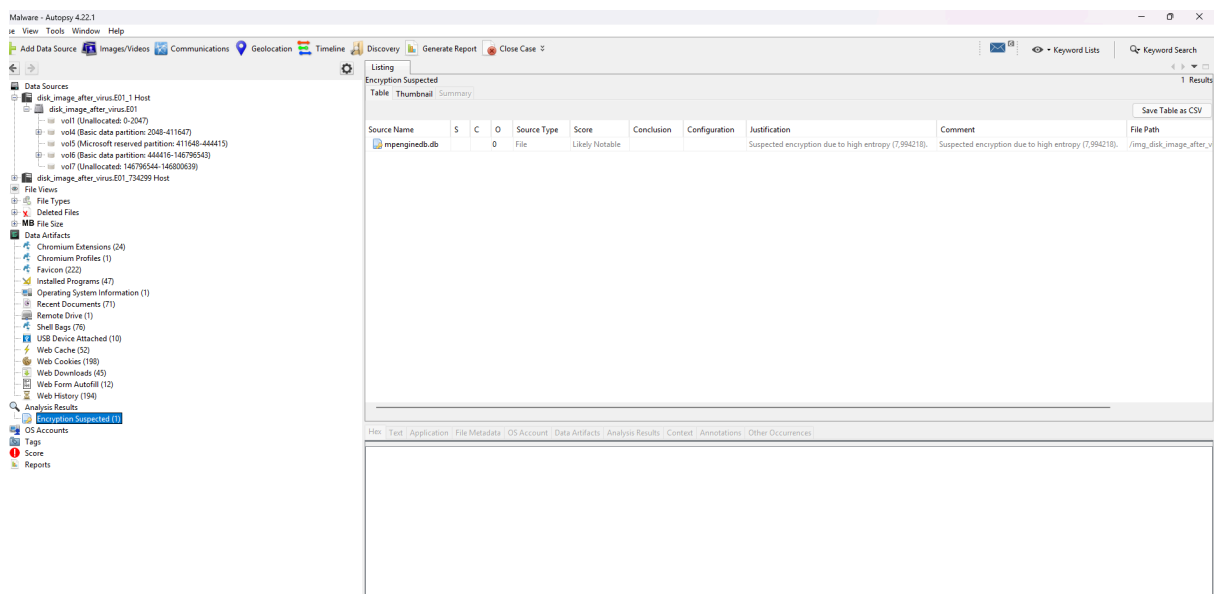 Malware - Autopsy 4.22.1
se View Tools Window Help
Add Data Source Images/Videos Communications Geolocation Timeline Discovery Generate Report Close Case Keyword Lists Keyword Search
Data Sources
disk_image_after_virus.E01_1 Host
disk_image_after_virus.E01
vol1 (Unallocated: 0-2047)
vol4 (Basic data partition: 2048-411647)
vol5 (Microsoft reserved partition: 411648-444415)
vol6 (Basic data partition: 444416-146796543)
vol7 (Unallocated: 146796544-146800639)
disk_image_after_virus.E01_734299 Host
File Views
File Types
Deleted Files
MB File Size
Data Artifacts
Chromium Extensions (24)
Chromium Profiles (1)
Favicon (222)
Installed Programs (47)
Operating System Information (1)
Recent Documents (71)
Remote Drive (1)
Shell Bags (76)
USB Device Attached (10)
Web Cache (52)
Web Cookies (198)
Web Downloads (45)
Web Form Autofill (12)
Web History (194)
Analysis Results
Encryption Suspected (1)
OS Accounts
Tags
Score
Reports
Listing
Encryption Suspected 1 Results
Table Thumbnail Summary
Save Table as CSV
Source Name S C O Source Type Score Conclusion Configuration Justification Comment File Path
mpenginedb.db 0 File Likely Notable Suspected encryption due to high entropy (7,994218). Suspected encryption due to high entropy (7,994218). /img_disk_image_after_v
Hex Text Application File Metadata OS Account Data Artifacts Analysis Results Context Annotations Other Occurrences